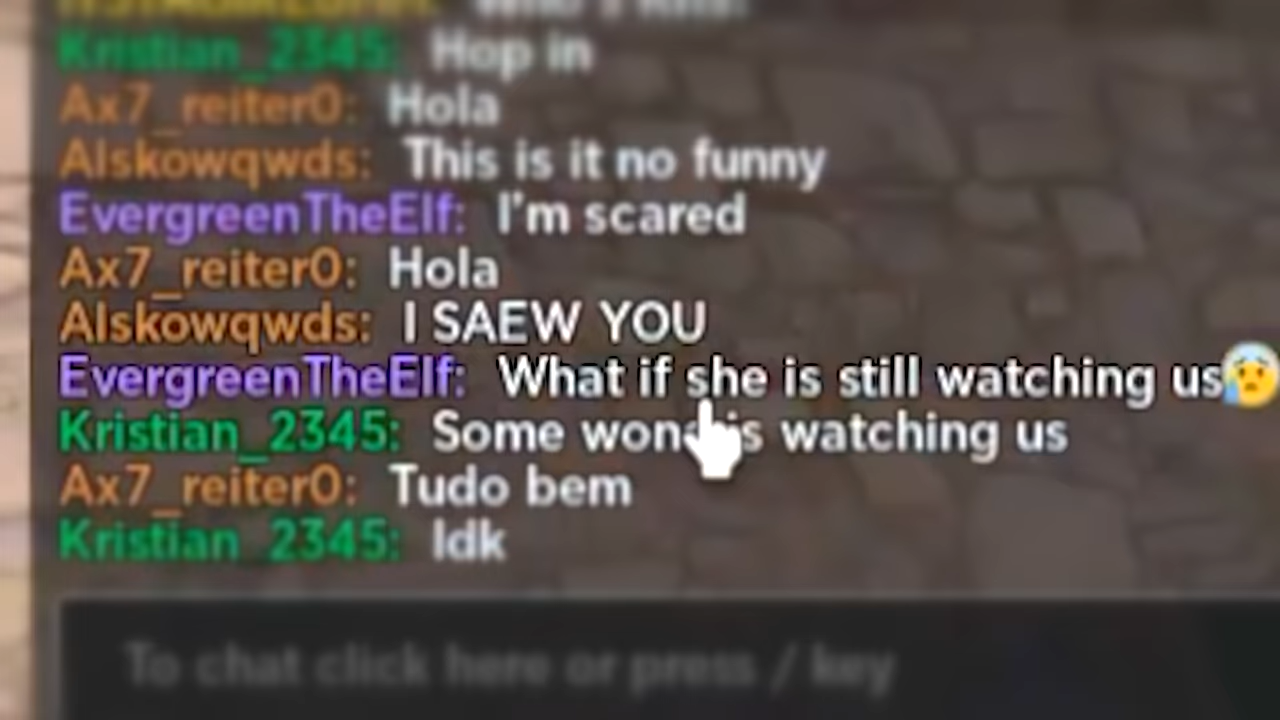 Kristian_2345: Hop in
Ax7_reiter0: Hola
Alskowqwds: This is it no funny
EvergreenTheElf: I'm scared
Ax7_reiter0: Hola
Alskowqwds: I SAEW YOU
EvergreenTheElf: What if she is still watching us😰
Kristian_2345: Some wone is watching us
Ax7_reiter0: Tudo bem
Kristian_2345: Idk
To chat click here or press / key